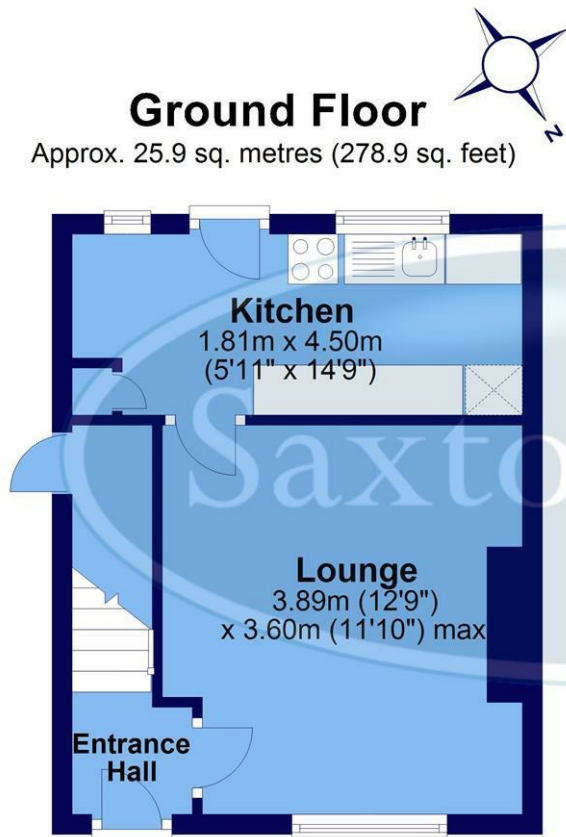 Ground Floor
N
Approx. 25.9 sq. metres (278.9 sq. feet)
Kitchen
1.81m x 4.50m
(5'11" x 14'9")
Saxto
Lounge
3.89m (12'9")
x 3.60m (11'10") max
Entrance
Hall